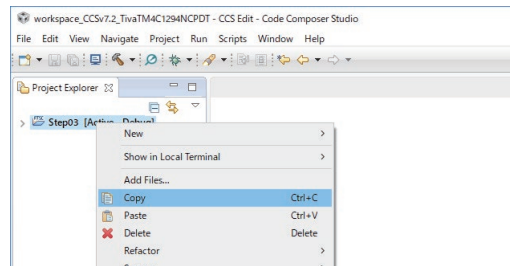 workspace_CCSv7.2_TivaTM4C1294NCPDT - CCS Edit - Code Composer Studio
File Edit View Navigate Project Run Scripts Window Help
Project Explorer
Step03 [Active - Debug]
New
Show in Local Terminal
Add Files...
Copy Ctrl+C
Paste Ctrl+V
Delete Delete
Refactor